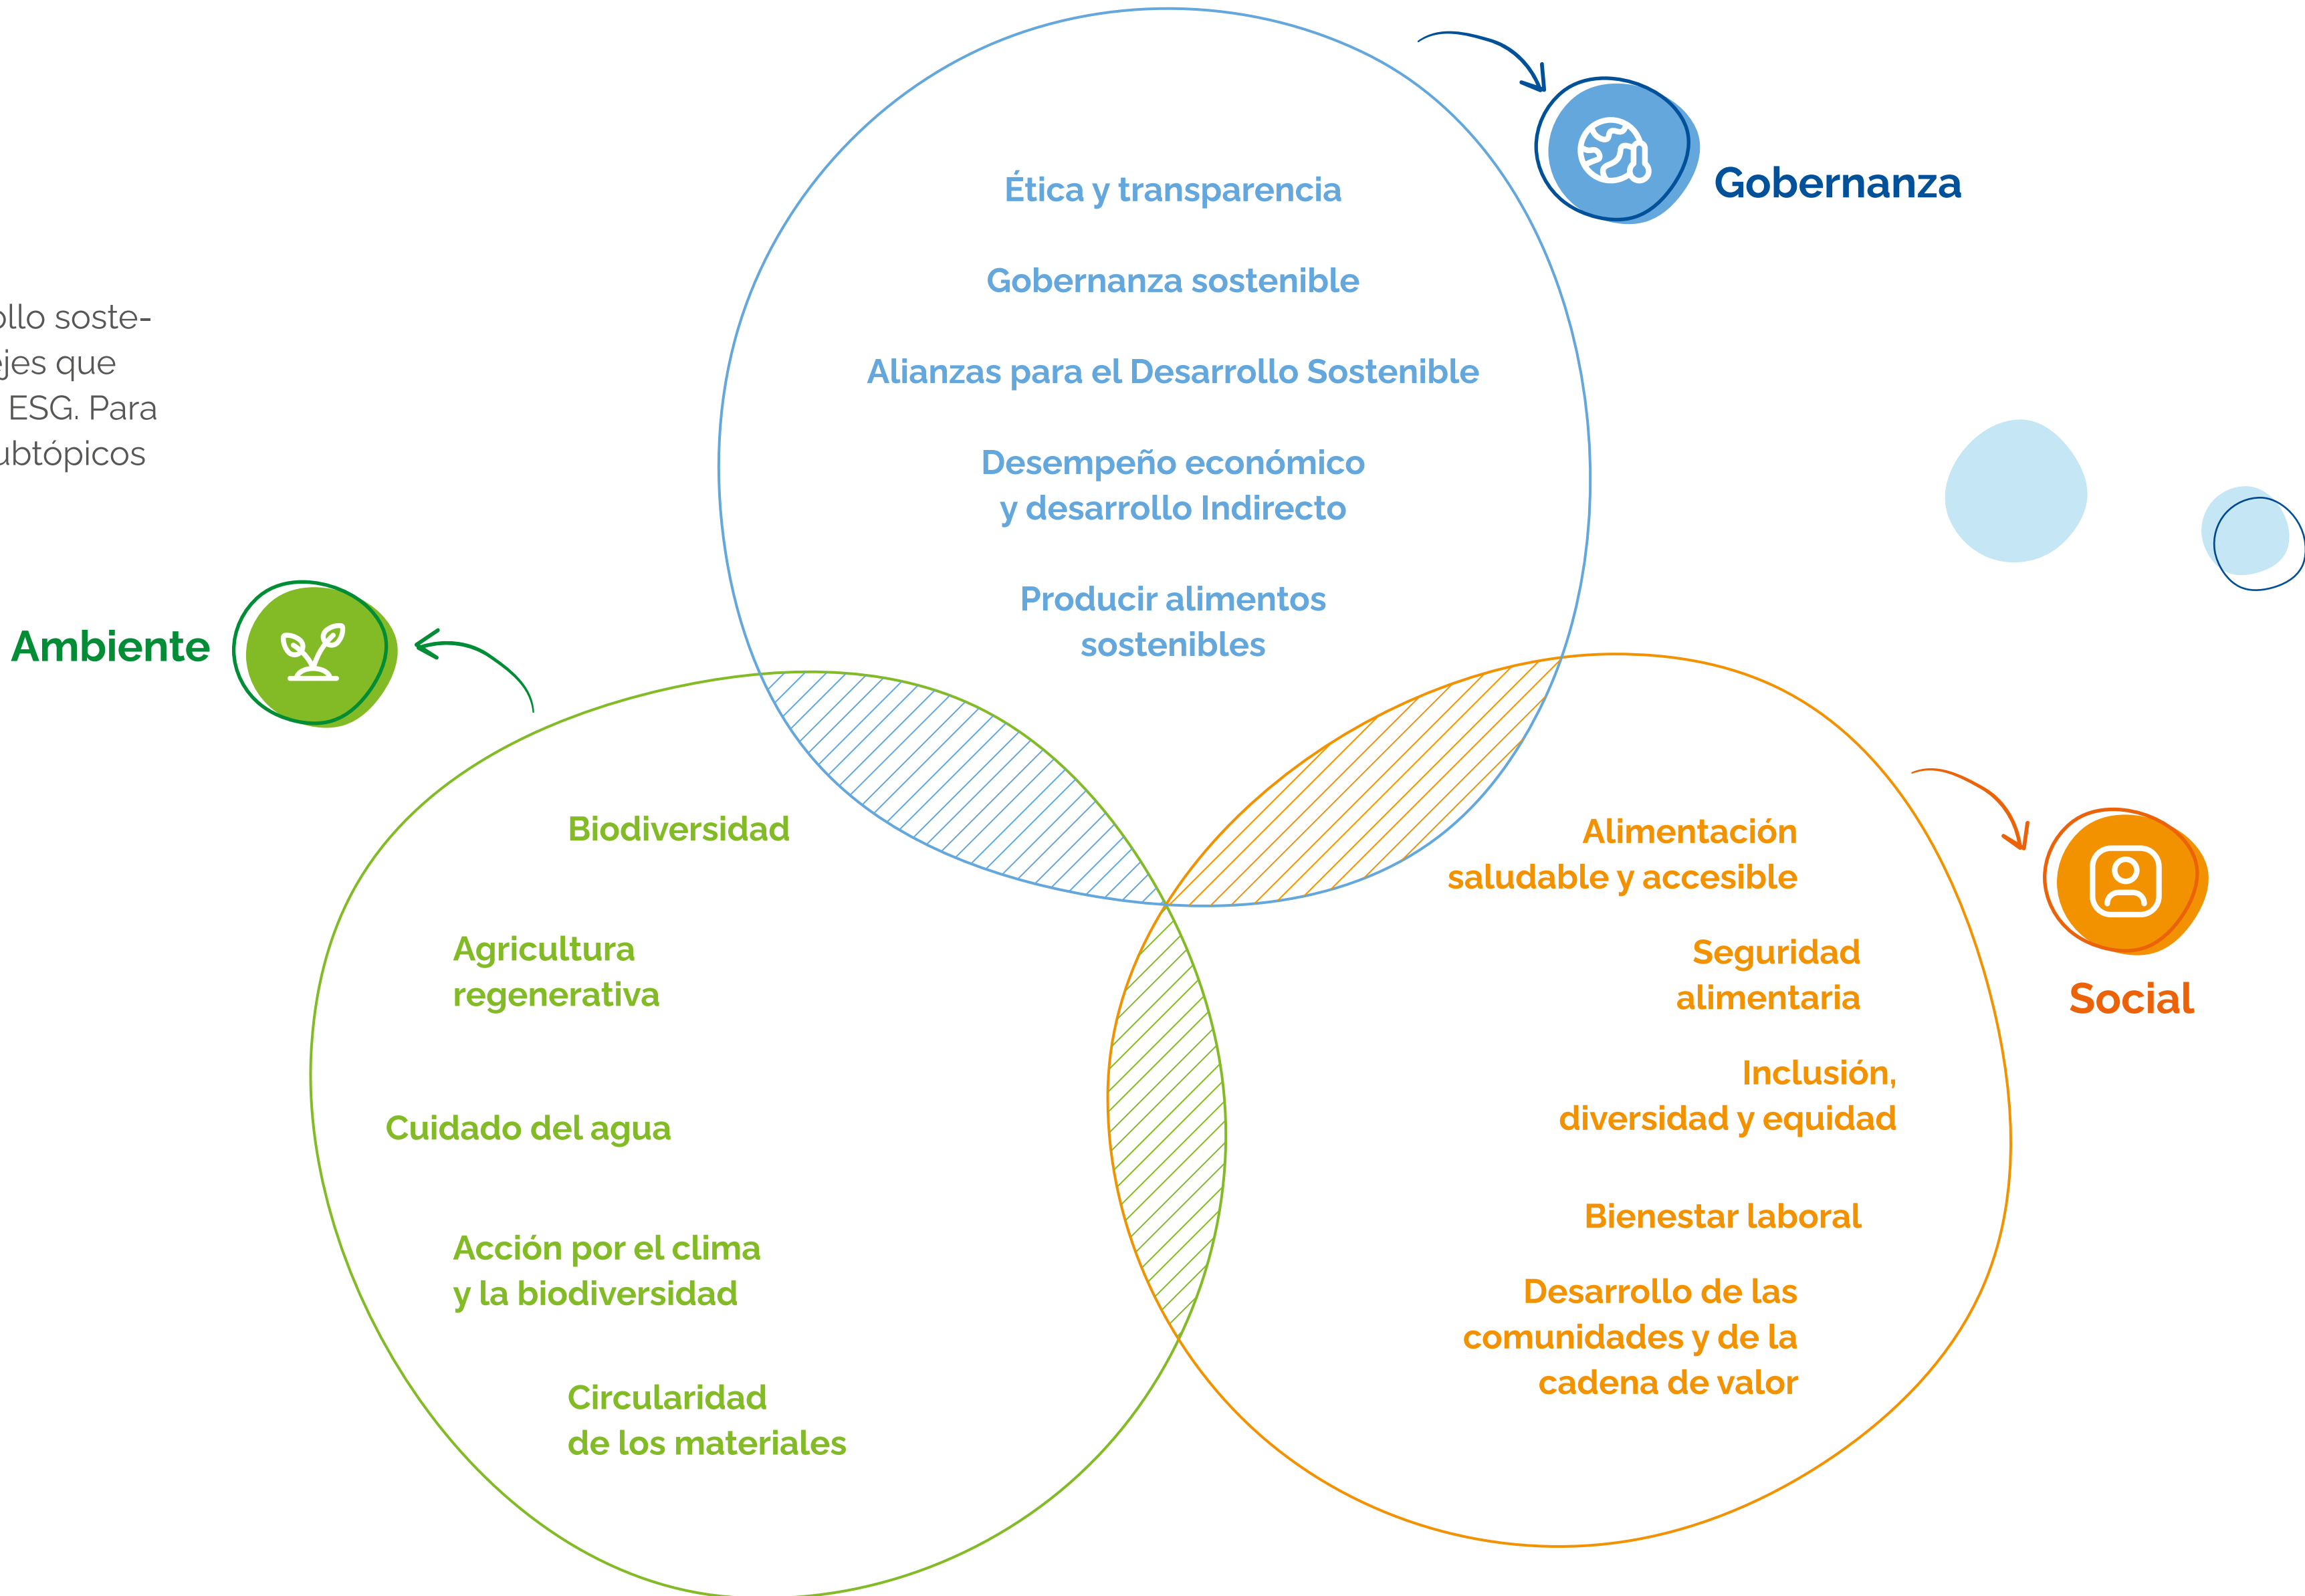 Gobernanza
Ética y transparencia
Gobernanza sostenible
Alianzas para el Desarrollo Sostenible
Desempeño económico
y desarrollo Indirecto
Producir alimentos
sostenibles
soste-
que
ESG. Para
Ambiente
Biodiversidad
Agricultura
regenerativa
Cuidado del agua
Acción por el clima
y la biodiversidad
Circularidad
de los materiales
Social
Alimentación
saludable y accesible
Seguridad
alimentaria
Inclusión,
diversidad y equidad
Bienestar laboral
Desarrollo de las
comunidades y de la
cadena de valor